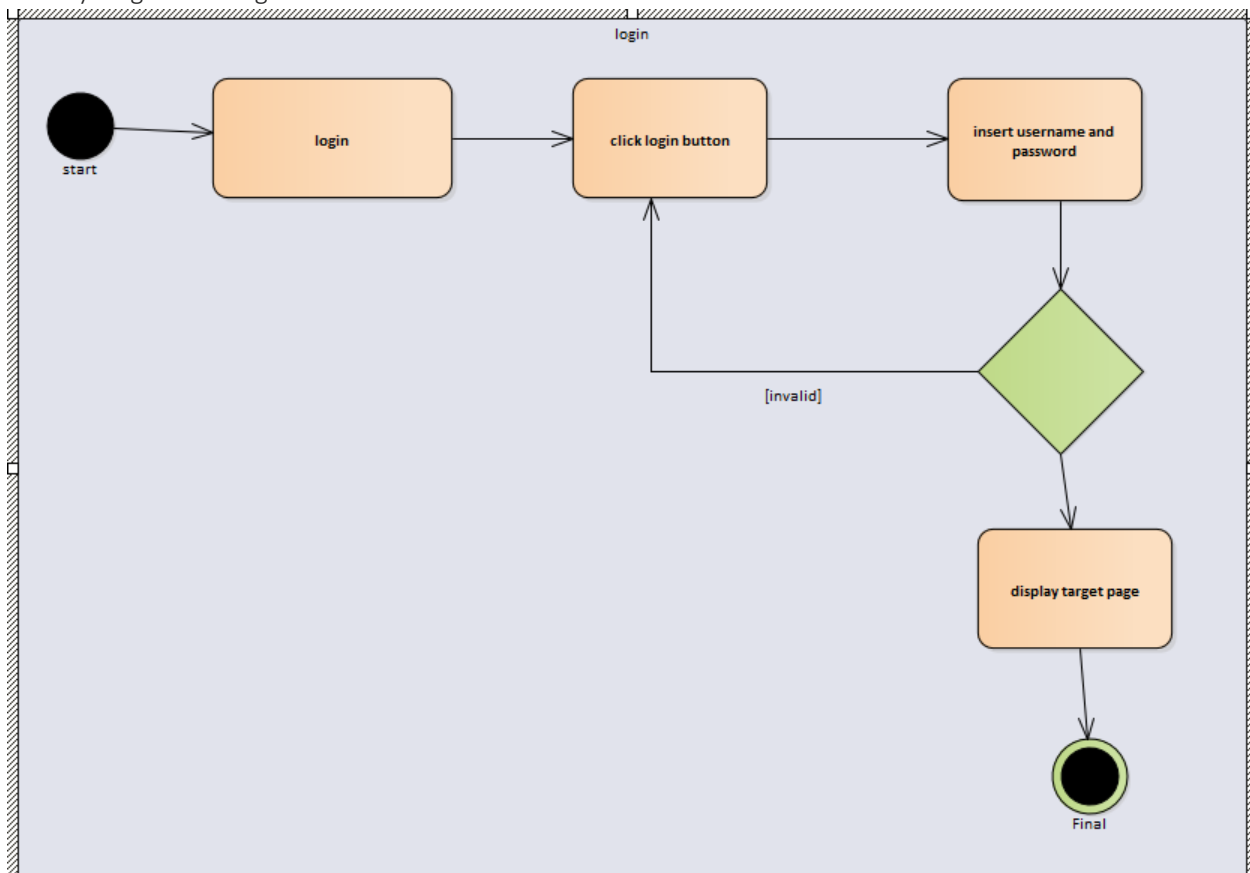 login
start
login
click login button
insert username and
password
[invalid]
display target page
Final